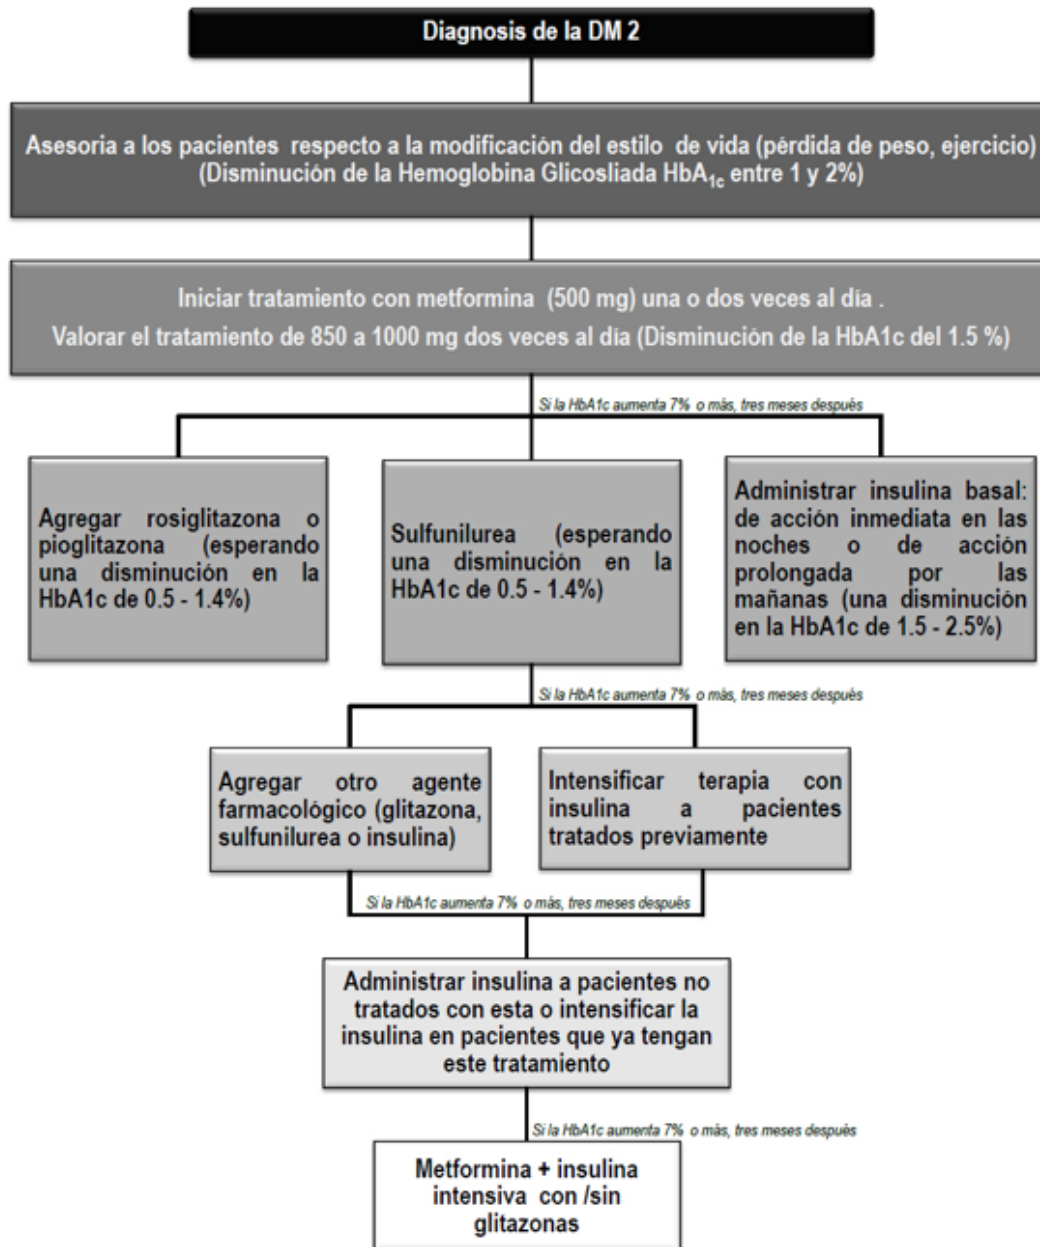 Diagnosis de la DM 2
Asesoria a los pacientes respecto a la modificación del estilo de vida (pérdida de peso, ejercicio)
(Disminución de la Hemoglobina Glicosliada HbA1c entre 1 y 2%)
Iniciar tratamiento con metformina (500 mg) una o dos veces al día .
Valorar el tratamiento de 850 a 1000 mg dos veces al día (Disminución de la HbA1c del 1.5 %)
Si la HbA1c aumenta 7% o màs, tres meses después
Agregar rosiglitazona o
pioglitazona (esperando
una disminución en la
HbA1c de 0.5 - 1.4%)
Sulfunilurea (esperando
una disminución en la
HbA1c de 0.5 - 1.4%)
Administrar insulina basal:
de acción inmediata en las
noches o de acción
prolongada por las
mañanas (una disminución
en la HbA1c de 1.5 - 2.5%)
Si la HbA1c aumenta 7% o màs, tres meses después
Agregar otro agente
farmacológico (glitazona,
sulfunilurea o insulina)
Intensificar terapia con
insulina a pacientes
tratados previamente
Si la HbA1c aumenta 7% o màs, tres meses después
Administrar insulina a pacientes no
tratados con esta o intensificar la
insulina en pacientes que ya tengan
este tratamiento
Si la HbA1c aumenta 7% o màs, tres meses después
Metformina + insulina
intensiva con /sin
glitazonas